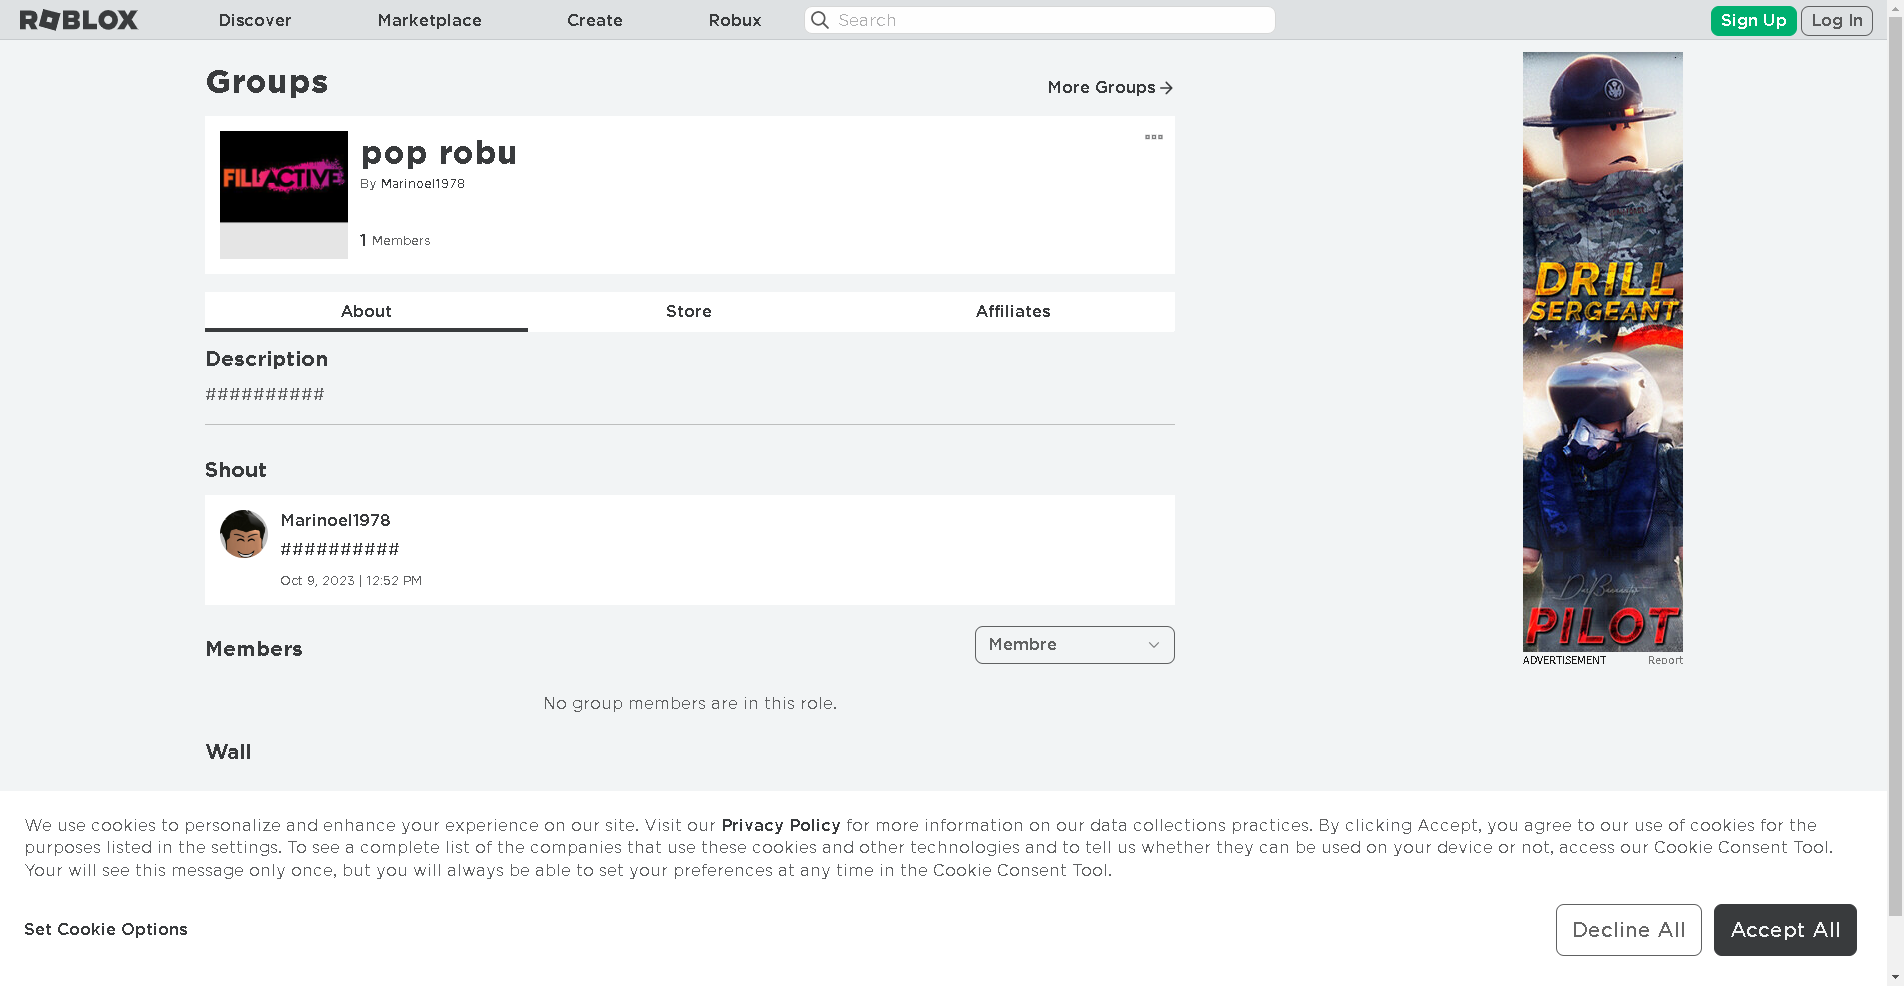 ROBLOX
Discover
Marketplace
Create
Robux
Search
Sign Up
Log In
Groups
More Groups
FILLACTIVE
pop robu
By Marinoel1978
1 Members
About
Store
Affiliates
Description
##########
Shout
Marinoel1978
##########
Oct 9, 2023 | 12:52 PM
Members
Membre
No group members are in this role.
Wall
DRILL
SERGEANT
CAVIAR
PILOT
ADVERTISEMENT
Report
We use cookies to personalize and enhance your experience on our site. Visit our Privacy Policy for more information on our data collections practices. By clicking Accept, you agree to our use of cookies for the
purposes listed in the settings. To see a complete list of the companies that use these cookies and other technologies and to tell us whether they can be used on your device or not, access our Cookie Consent Tool.
Your will see this message only once, but you will always be able to set your preferences at any time in the Cookie Consent Tool.
Set Cookie Options
Decline All
Accept All